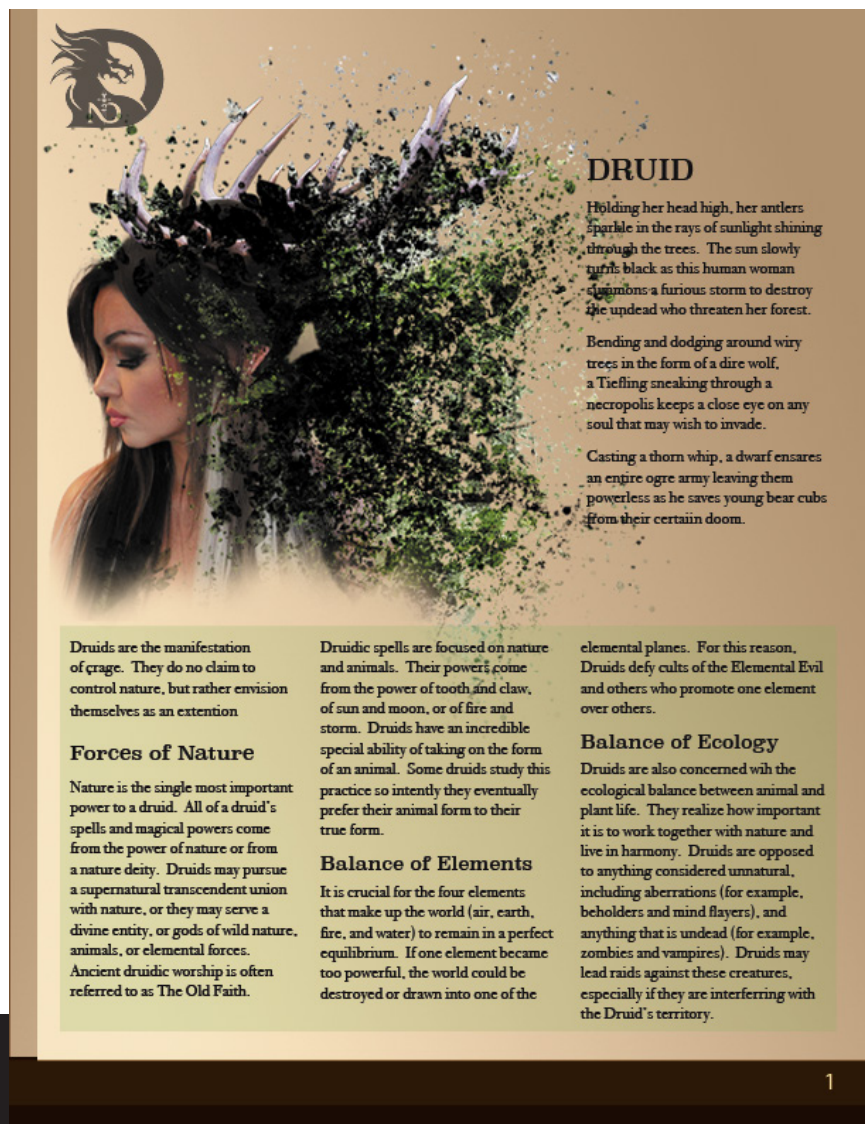 DRUID
Holding her head high, her antlers
sparkle in the rays of sunlight shining
through the trees. The sun slowly
turns black as this human woman
summons a furious storm to destroy
the undead who threaten her forest.
Bending and dodging around wiry
trees in the form of a dire wolf,
a Tiefling sneaking through a
necropolis keeps a close eye on any
soul that may wish to invade.
Casting a thorn whip, a dwarf ensares
an entire ogre army leaving them
powerless as he saves young bear cubs
from their certaiin doom.
Druids are the manifestation
of çrage. They do no claim to
control nature, but rather envision
themselves as an extention
Forces of Nature
Nature is the single most important
power to a druid. All of a druid's
spells and magical powers come
from the power of nature or from
a nature deity. Druids may pursue
a supernatural transcendent union
with nature, or they may serve a
divine entity, or gods of wild nature,
animals, or elemental forces.
Ancient druidic worship is often
referred to as The Old Faith.
Druidic spells are focused on nature
and animals. Their powers come
from the power of tooth and claw,
of sun and moon, or of fire and
storm. Druids have an incredible
special ability of taking on the form
of an animal. Some druids study this
practice so intently they eventually
prefer their animal form to their
true form.
Balance of Elements
It is crucial for the four elements
that make up the world (air, earth,
fire, and water) to remain in a perfect
equilibrium. If one element became
too powerful, the world could be
destroyed or drawn into one of the
elemental planes. For this reason,
Druids defy cults of the Elemental Evil
and others who promote one element
over others.
Balance of Ecology
Druids are also concerned wih the
ecological balance between animal and
plant life. They realize how important
it is to work together with nature and
live in harmony. Druids are opposed
to anything considered unnatural,
including aberrations (for example,
beholders and mind flayers), and
anything that is undead (for example,
zombies and vampires). Druids may
lead raids against these creatures,
especially if they are interferring with
the Druid's territory.
1